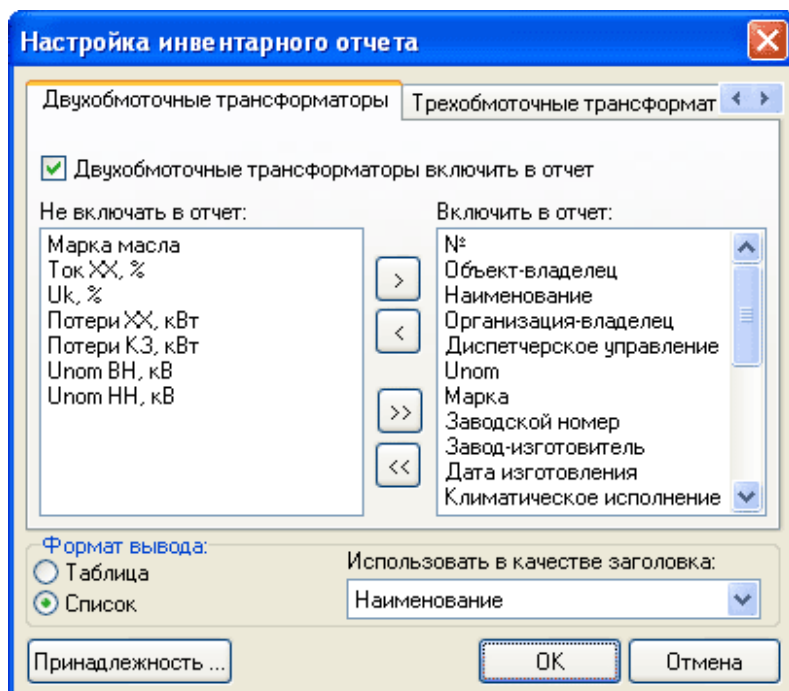 Настройка инвентарного отчета
Двухобмоточные трансформаторы
Трехобмоточные трансформат
Двухобмоточные трансформаторы включить в отчет
Не включать в отчет:
Марка масла
Ток XX, %
Uk, %
Потери XX, кВт
Потери КЗ, кВт
Unom ВН, кВ
Unom НН, кВ
>
<
>>
<<
Включить в отчет:
№
Объект-владелец
Наименование
Организация-владелец
Диспетчерское управление
Unom
Марка
Заводской номер
Завод-изготовитель
Дата изготовления
Климатическое исполнение
Формат вывода:
Таблица
Список
Использовать в качестве заголовка:
Наименование
Принадлежность ...
OK
Отмена